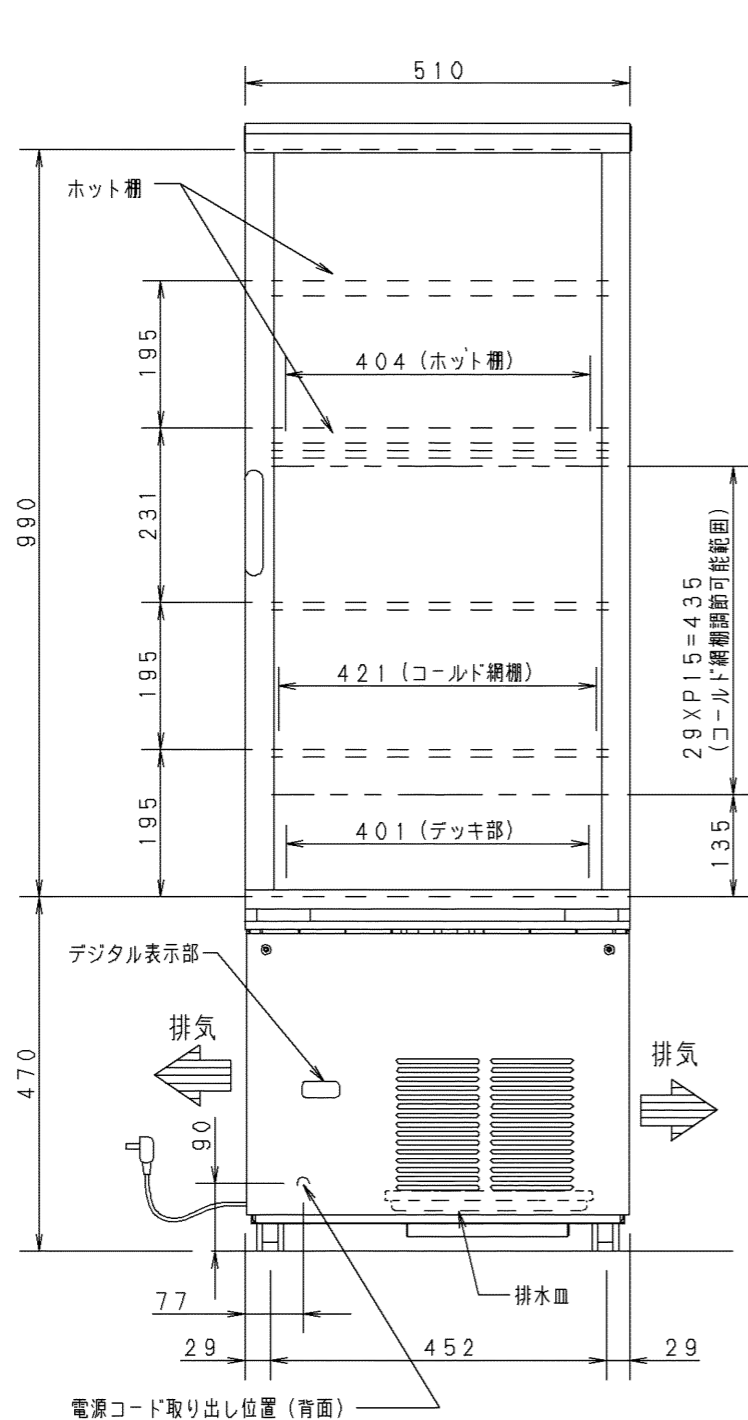 510
ホット棚
195
404 (ホット棚)
990
231
29XP15=435
(コールド網棚調節可能範囲)
195
421 (コールド網棚)
195
401 (デッキ部)
135
デジタル表示部
排気
排気
470
90
77
排水皿
29
452
29
電源コード取り出し位置 (背面)